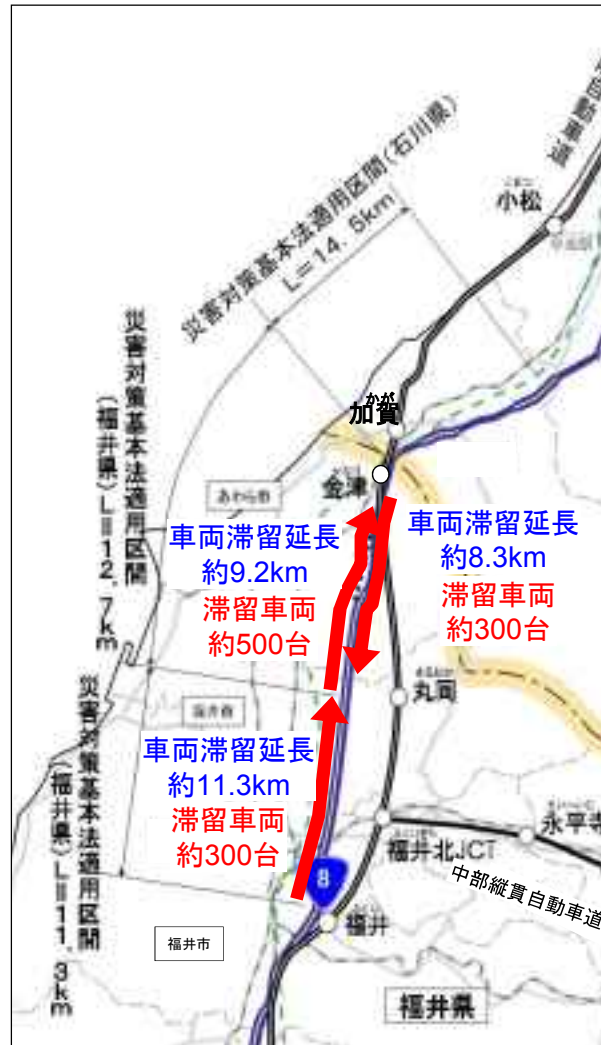 小松
災害対策基本法適用区間(石川県)
L=14.5km
かが
加賀
金津
災害対策基本法適用区間
(福井県)L=12.7km
あわら市
車両滞留延長
約9.2km
滞留車両
約500台
車両滞留延長
約8.3km
滞留車両
約300台
丸岡
災害対策基本法適用区間
(福井県)L=11.3km
車両滞留延長
約11.3km
滞留車両
約300台
永平寺
福井北JCT
中部縦貫自動車道
8
福井
福井市
福井県